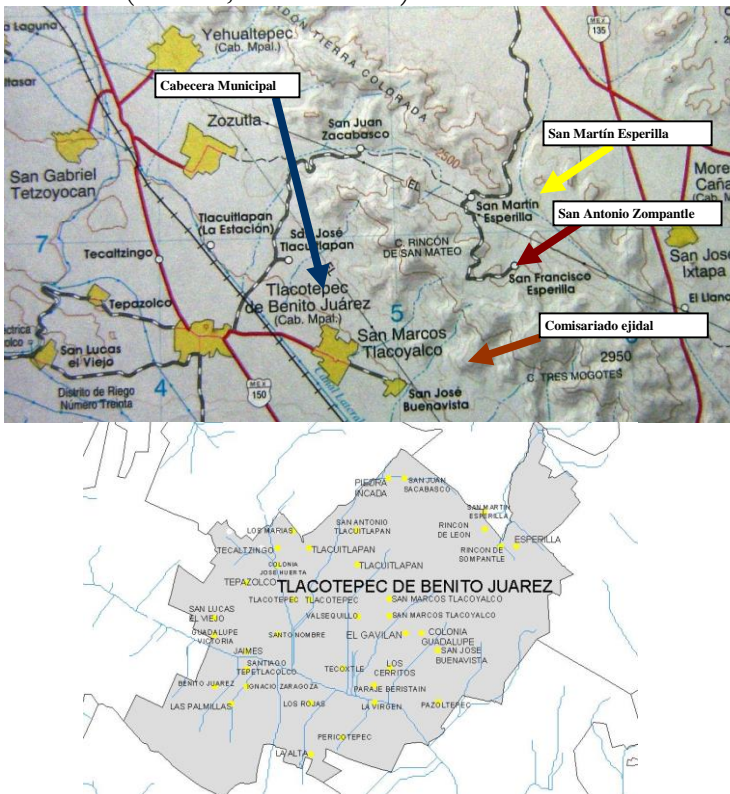 a Laguna
Yehualtepec
(Cab. Mpal.)
TIERRA COLORADA
MEX
135
Cabecera Municipal
Zozutla
San Juan
Zacabasco
2500
San Martín Esperilla
San Gabriel
Tetzoyocan
More
Caña
San Martín
Esperilla
San Antonio Zompantle
Tlacuitlapan
(La Estación)
San José
Tlacuitlapan
C. RINCÓN
DE SAN MATEO
7
Tecaltzingo
San José
Ixtapa
San Francisco
Esperilla
Tlacotepec
de Benito Juárez
(Cab. Mpal.)
El Llano
Tepazolco
5
San Marcos
Tlacoyalco
Comisariado ejidal
San Lucas
el Viejo
2950
C. TRES MOGOTES
Distrito de Riego
Número Treinta
4
MEX
150
Canal Lateral
San José
Buenavista
PIEDRA
INCADA
SAN JUAN
SACABASCO
SAN MARTIN
ESPERILLA
LOS MARIAS
SAN ANTONIO
TLACUITLAPAN
RINCON
DE LEON
ESPERILLA
TECALTZINGO
TLACUITLAPAN
RINCON DE
SOMPANTLE
COLONIA
JOSE HUERTA
TLACUITLAPAN
TEPAZOLCO
TLACOTEPEC DE BENITO JUAREZ
TLACOTEPEC
TLACOTEPEC
SAN MARCOS TLACOYALCO
SAN LUCAS
EL VIEJO
VALSEQUILLO
SAN MARCOS TLACOYALCO
GUADALUPE
VICTORIA
SANTO NOMBRE
EL GAVILAN
COLONIA
GUADALUPE
JAIMES
SAN JOSE
BUENAVISTA
SANTIAGO
TEPETLACOLCO
TECOXTLE
LOS
CERRITOS
BENITO JUAREZ
IGNACIO ZARAGOZA
PARAJE BERISTAIN
LAS PALMILLAS
LOS ROJAS
LA VIRGEN
PAZOLTEPEC
PERICOTEPEC
LA ALTA